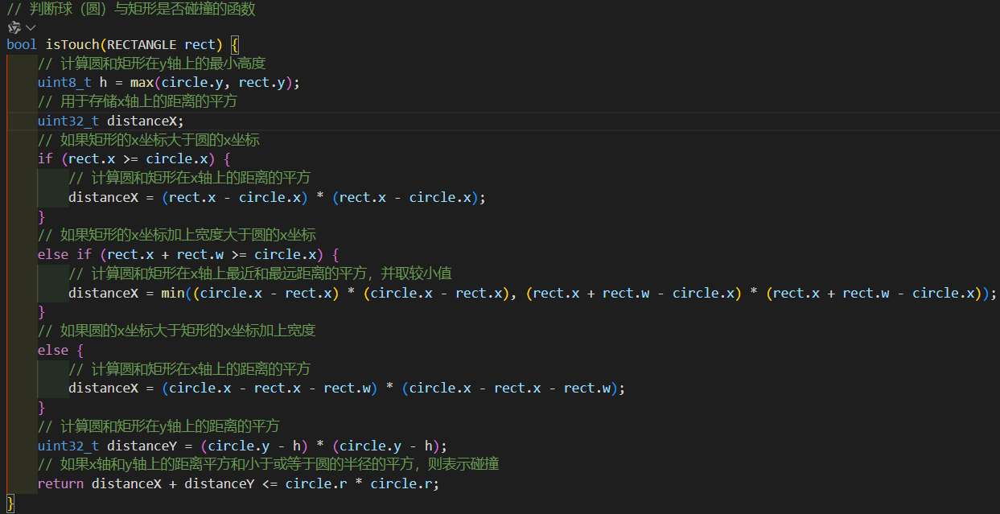 // 判断球（圆）与矩形是否碰撞的函数
bool isTouch(RECTANGLE rect) {
// 计算圆和矩形在y轴上的最小高度
uint8_t h = max(circle.y, rect.y);
// 用于存储x轴上的距离的平方
uint32_t distanceX;
// 如果矩形的x坐标大于圆的x坐标
if (rect.x >= circle.x) {
// 计算圆和矩形在x轴上的距离的平方
distanceX = (rect.x - circle.x) * (rect.x - circle.x);
}
// 如果矩形的x坐标加上宽度大于圆的x坐标
else if (rect.x + rect.w >= circle.x) {
// 计算圆和矩形在x轴上最近和最远距离的平方，并取较小值
distanceX = min((circle.x - rect.x) * (circle.x - rect.x), (rect.x + rect.w - circle.x) * (rect.x + rect.w - circle.x));
}
// 如果圆的x坐标大于矩形的x坐标加上宽度
else {
// 计算圆和矩形在x轴上的距离的平方
distanceX = (circle.x - rect.x - rect.w) * (circle.x - rect.x - rect.w);
}
// 计算圆和矩形在y轴上的距离的平方
uint32_t distanceY = (circle.y - h) * (circle.y - h);
// 如果x轴和y轴上的距离平方和小于或等于圆的半径的平方，则表示碰撞
return distanceX + distanceY <= circle.r * circle.r;
}